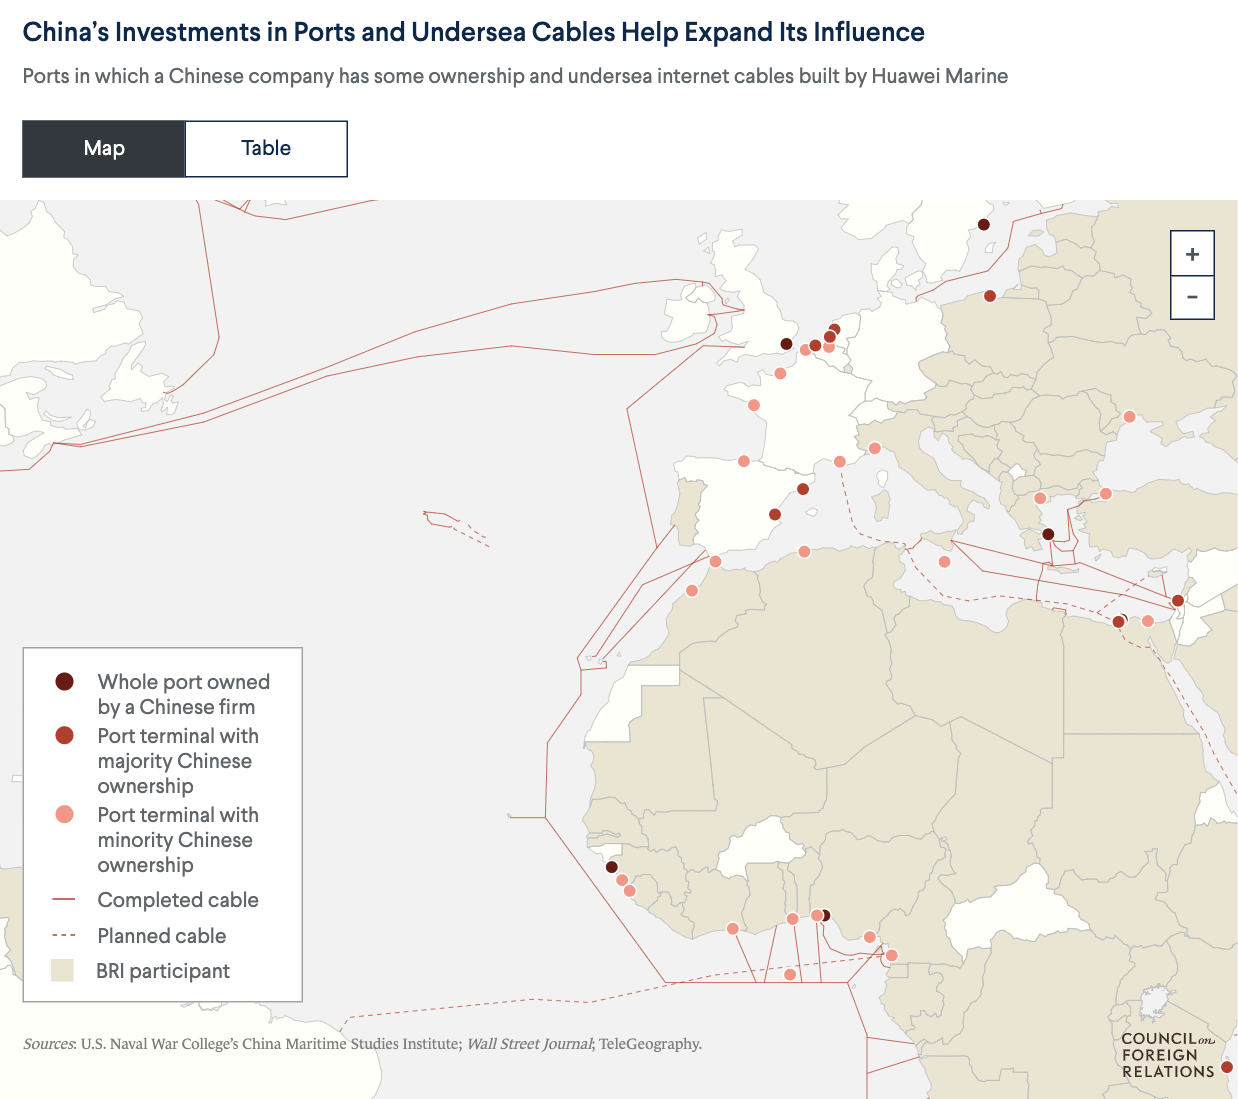 China's Investments in Ports and Undersea Cables Help Expand Its Influence
Ports in which a Chinese company has some ownership and undersea internet cables built by Huawei Marine
Map
Table
+
-
Whole port owned
by a Chinese firm
Port terminal with
majority Chinese
ownership
Port terminal with
minority Chinese
ownership
Completed cable
Planned cable
BRI participant
Sources: U.S. Naval War College's China Maritime Studies Institute; Wall Street Journal; TeleGeography.
COUNCIL on
FOREIGN
RELATIONS